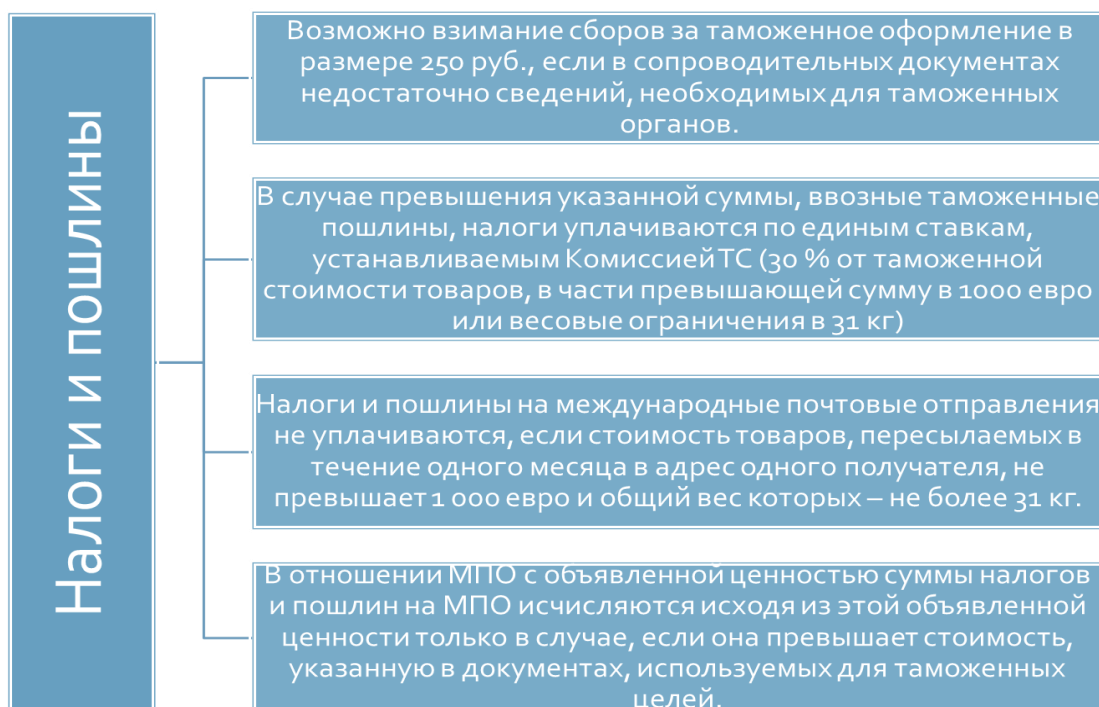 Налоги и пошлины
Возможно взимание сборов за таможенное оформление в
размере 250 руб., если в сопроводительных документах
недостаточно сведений, необходимых для таможенных
органов.
В случае превышения указанной суммы, ввозные таможенные
пошлины, налоги уплачиваются по единым ставкам,
устанавливаемым Комиссией ТС (30 % от таможенной
стоимости товаров, в части превышающей сумму в 1000 евро
или весовые ограничения в 31 кг)
Налоги и пошлины на международные почтовые отправления
не уплачиваются, если стоимость товаров, пересылаемых в
течение одного месяца в адрес одного получателя, не
превышает 1 000 евро и общий вес которых – не более 31 кг.
В отношении МПО с объявленной ценностью суммы налогов
и пошлин на МПО исчисляются исходя из этой объявленной
ценности только в случае, если она превышает стоимость,
указанную в документах, используемых для таможенных
целей.